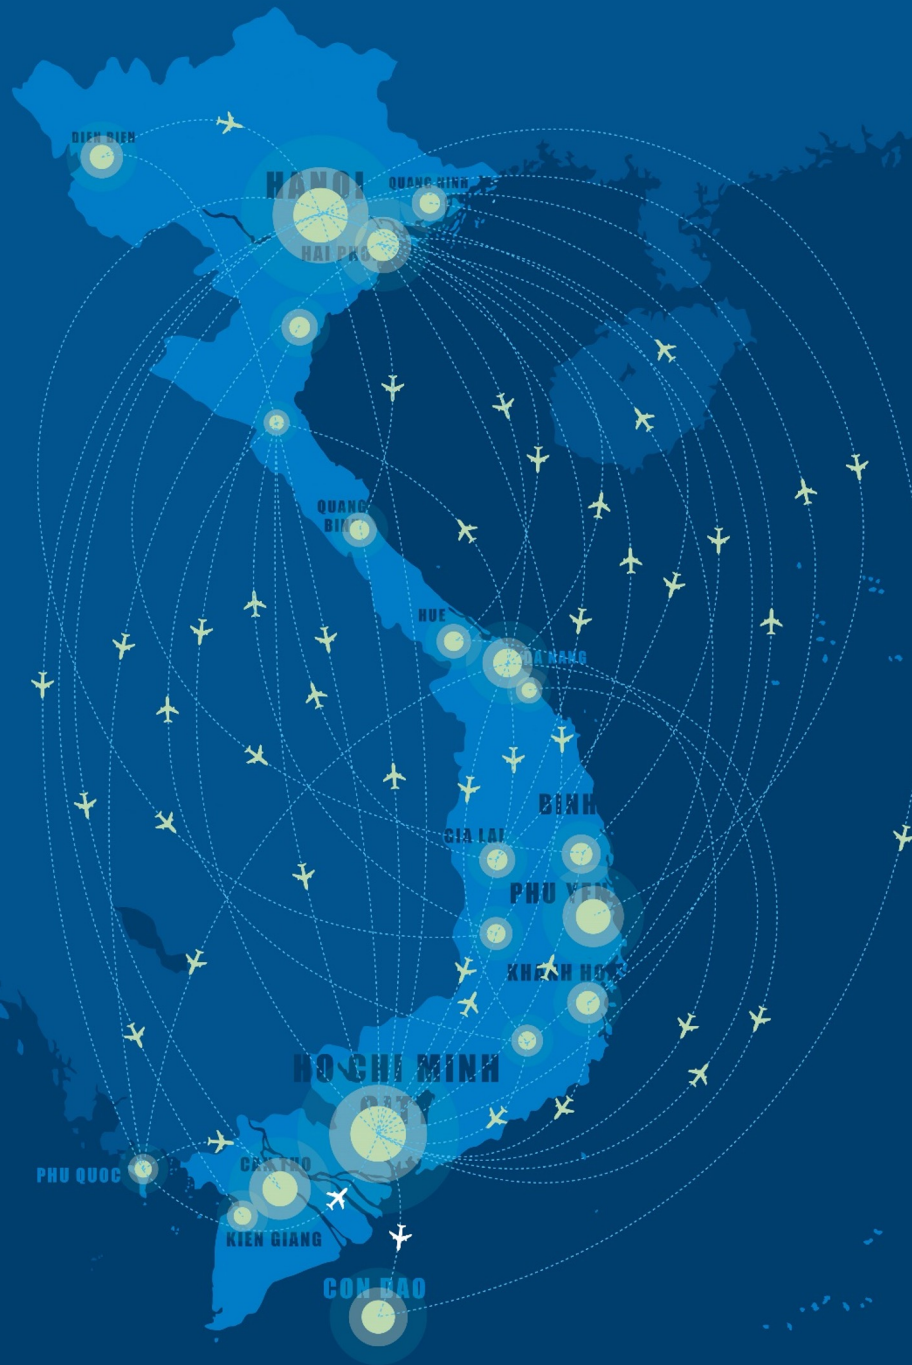 DIEN BIEN
HANOI
QUANG NINH
HAI PHO
QUANG
BINH
HUE
DA NANG
BINH
GIA LAI
PHU YEN
KHANH HOA
HO CHI MINH
CITY
CAN THO
PHU QUOC
KIEN GIANG
CON DAO